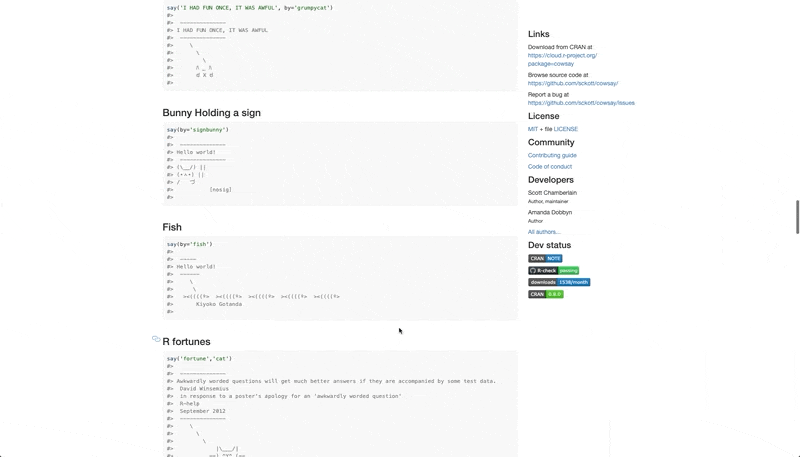 say('I HAD FUN ONCE, IT WAS AWFUL', by='grumpycat')
#>
#>  --------------
#> I HAD FUN ONCE, IT WAS AWFUL
#>  --------------
#>     \
#>       \
#>         \
#>
#>
#>
Bunny Holding a sign
say(by='signbunny')
#>
#>  --------------
#> Hello world!
#>  --------------
#> (\__/) ||
#> (•ㅅ•) ||
#> /   づ
#>           [nosig]
#>
Fish
say(by='fish')
#>
#>  -----
#> Hello world!
#>  ------
#>     \
#>      \
#>   ><((((º>  ><((((º>  ><((((º>  ><((((º>  ><((((º>
#>       Kiyoko Gotanda
#>
R fortunes
say('fortune','cat')
#>
#>  --------------
#> Awkwardly worded questions will get much better answers if they are accompanied by some test data.
#>  David Winsemius
#>  in response to a poster's apology for an 'awkwardly worded question'
#>  R-help
#>  September 2012
#>  --------------
#>     \
#>       \
#>         \
#>             |\___/|
#>           ==) ^Y^ (==
Links
Download from CRAN at
https://cloud.r-project.org/
package=cowsay
Browse source code at
https://github.com/sckott/cowsay/
Report a bug at
https://github.com/sckott/cowsay/issues
License
MIT + file LICENSE
Community
Contributing guide
Code of conduct
Developers
Scott Chamberlain
Author, maintainer
Amanda Dobbyn
Author
All authors...
Dev status
CRAN NOTE
R-check passing
downloads 1338/month
CRAN 0.8.0